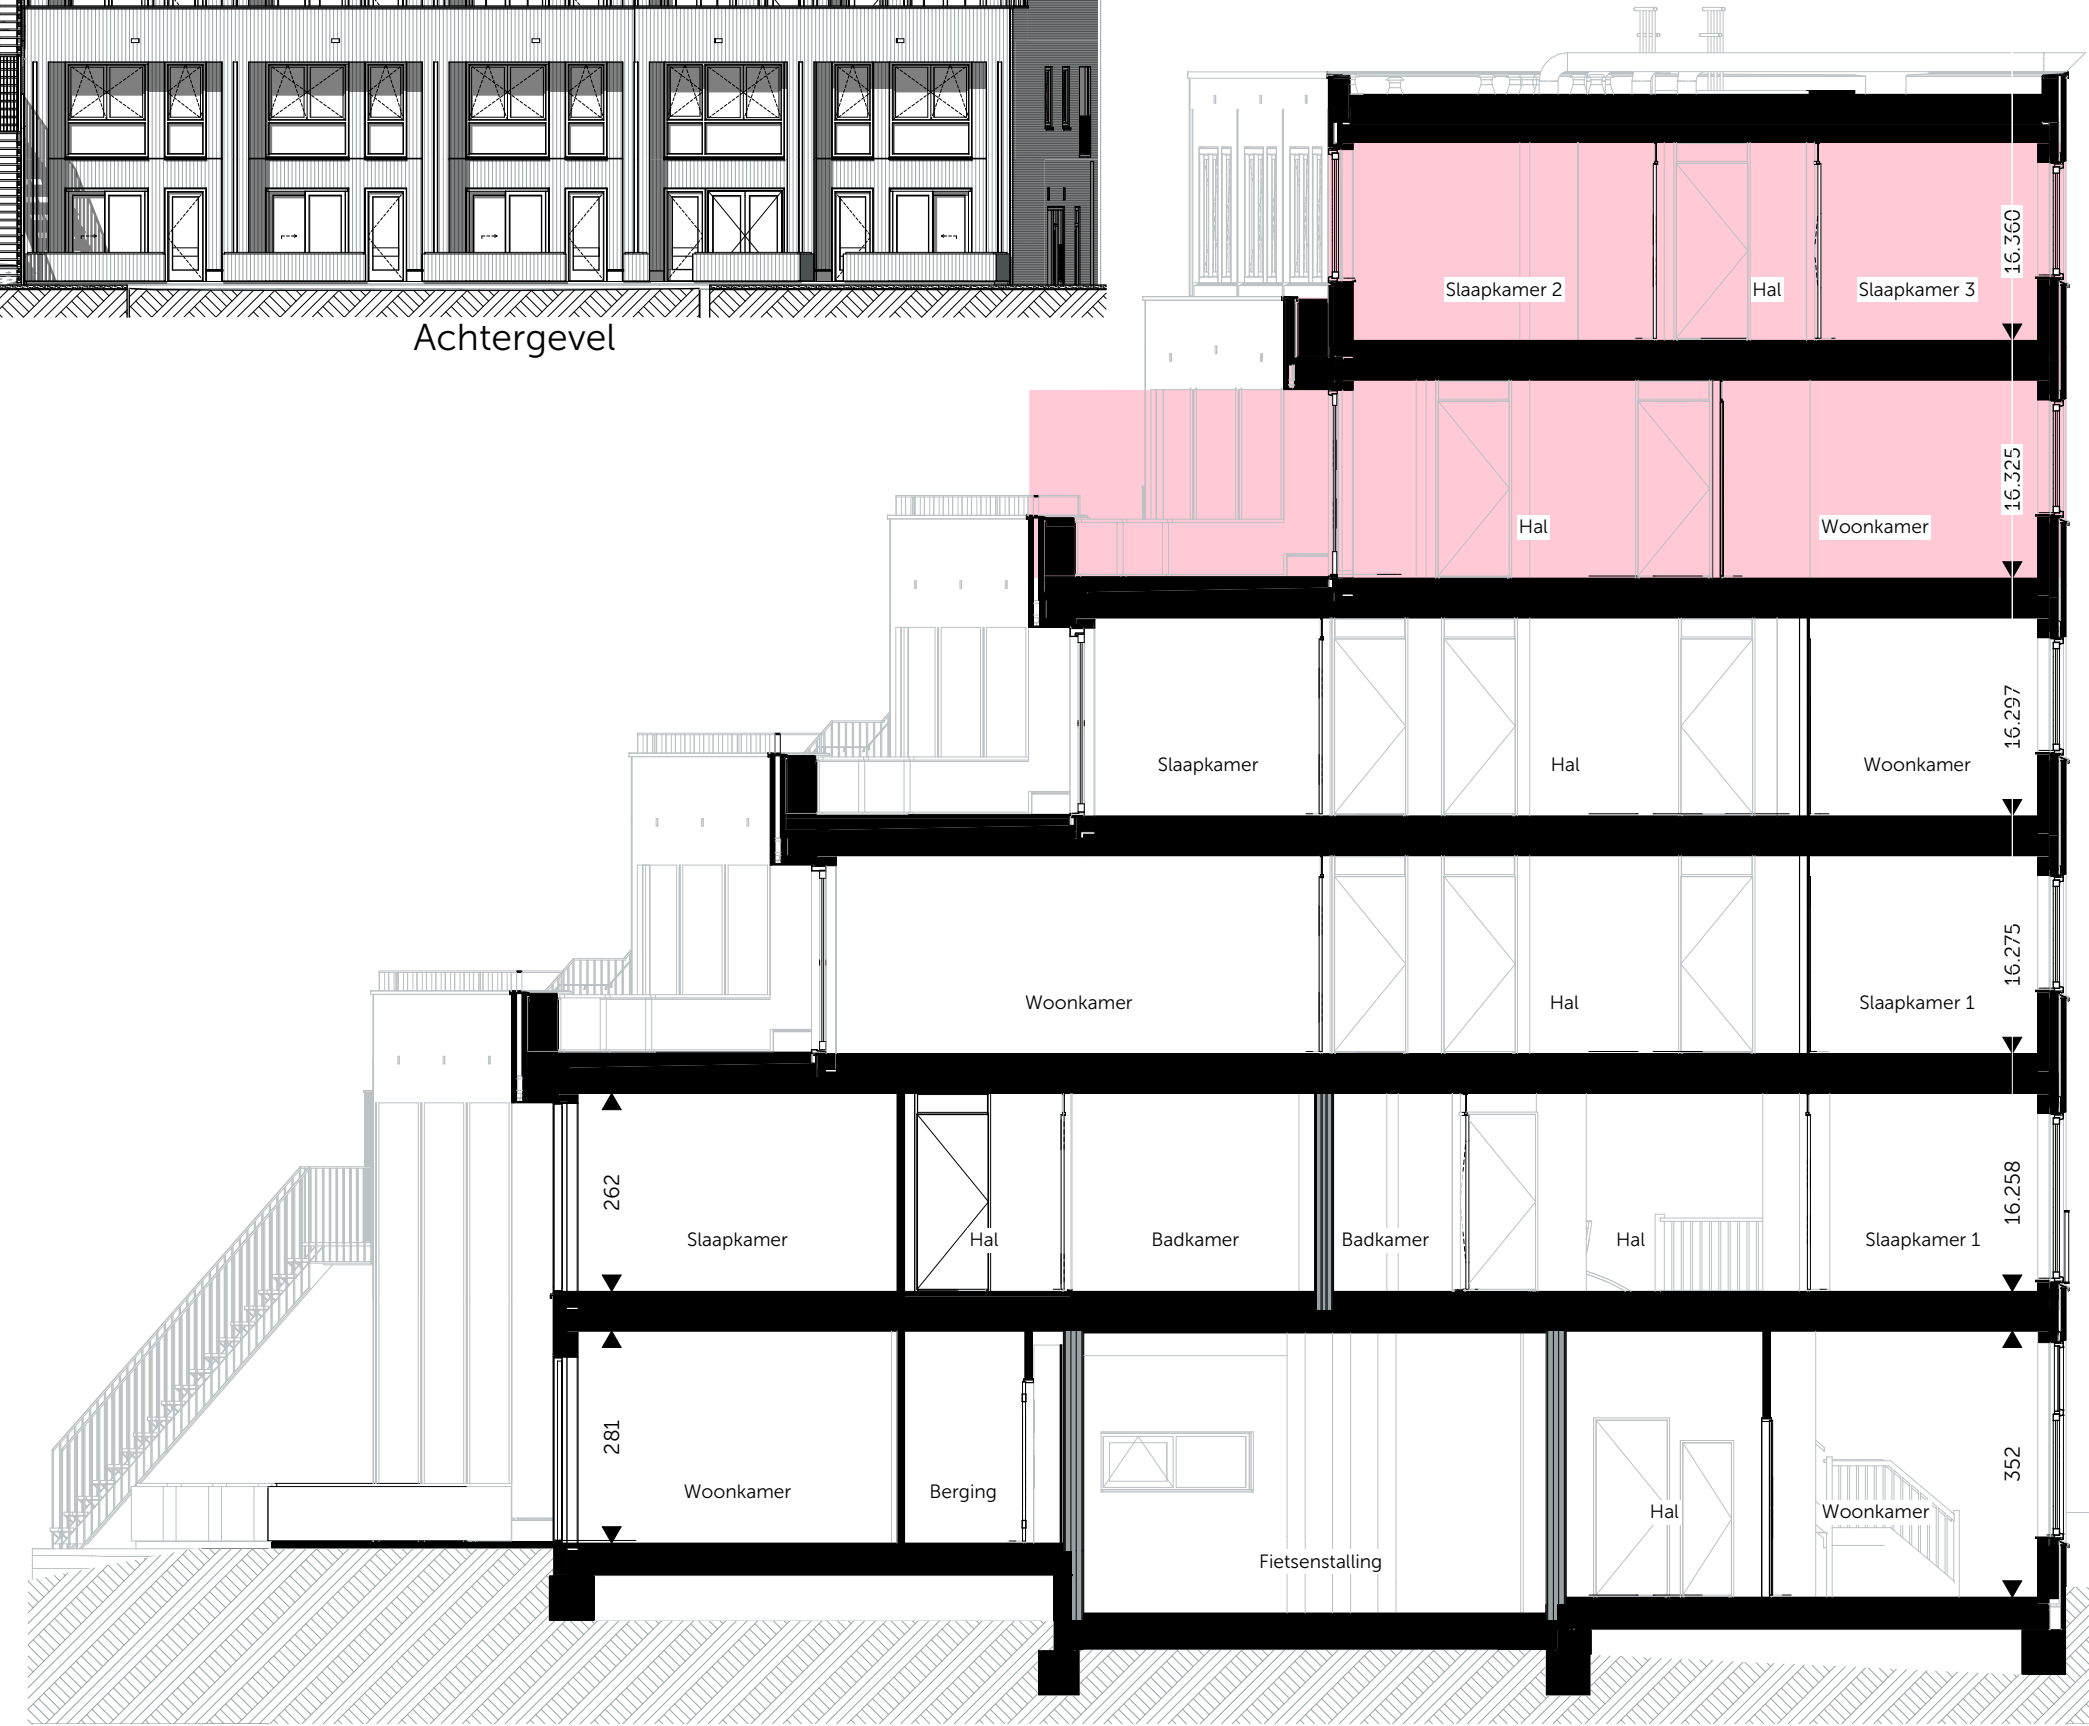 Achtergevel
16.360
Slaapkamer 2
Hal
Slaapkamer 3
16.325
Hal
Woonkamer
16.297
Slaapkamer
Hal
Woonkamer
16.275
Woonkamer
Hal
Slaapkamer 1
262
16.258
Slaapkamer
Hal
Badkamer
Badkamer
Hal
Slaapkamer 1
281
352
Woonkamer
Berging
Hal
Woonkamer
Fietsenstalling